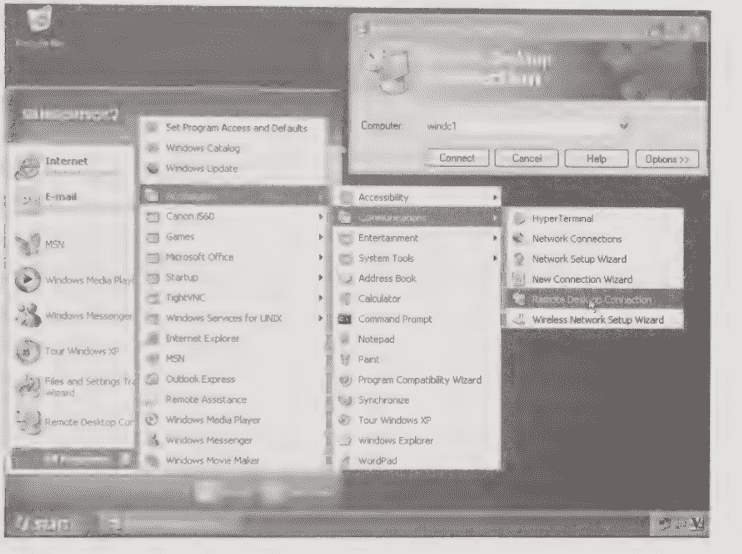 Computer:
windc1
Connect
Cancel
Help
Options >>
Internet
E-mail
MSN
Windows Media Play
Windows Messenger
Tour Windows XP
Files and Settings Tra
Wizard
Remote Desktop Con
Set Program Access and Defaults
Windows Catalog
Windows Update
Accessories
Canon i560
Games
Microsoft Office
Startup
TightVNC
Windows Services for UNIX
Internet Explorer
MSN
Outlook Express
Remote Assistance
Windows Media Player
Windows Messenger
Windows Movie Maker
Accessibility
Communications
Entertainment
System Tools
Address Book
Calculator
Command Prompt
Notepad
Paint
Program Compatibility Wizard
Synchronize
Tour Windows XP
Windows Explorer
WordPad
HyperTerminal
Network Connections
Network Setup Wizard
New Connection Wizard
Remote Desktop Connection
Wireless Network Setup Wizard
start